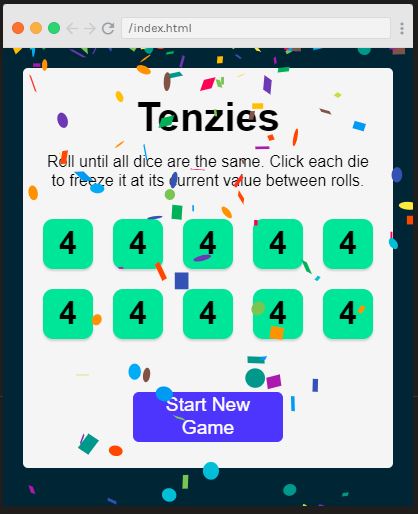 /index.html
Tenzies
Roll until all dice are the same. Click each die
to freeze it at its current value between rolls.
4 4 4 4 4
4 4 4 4 4
Start New
Game